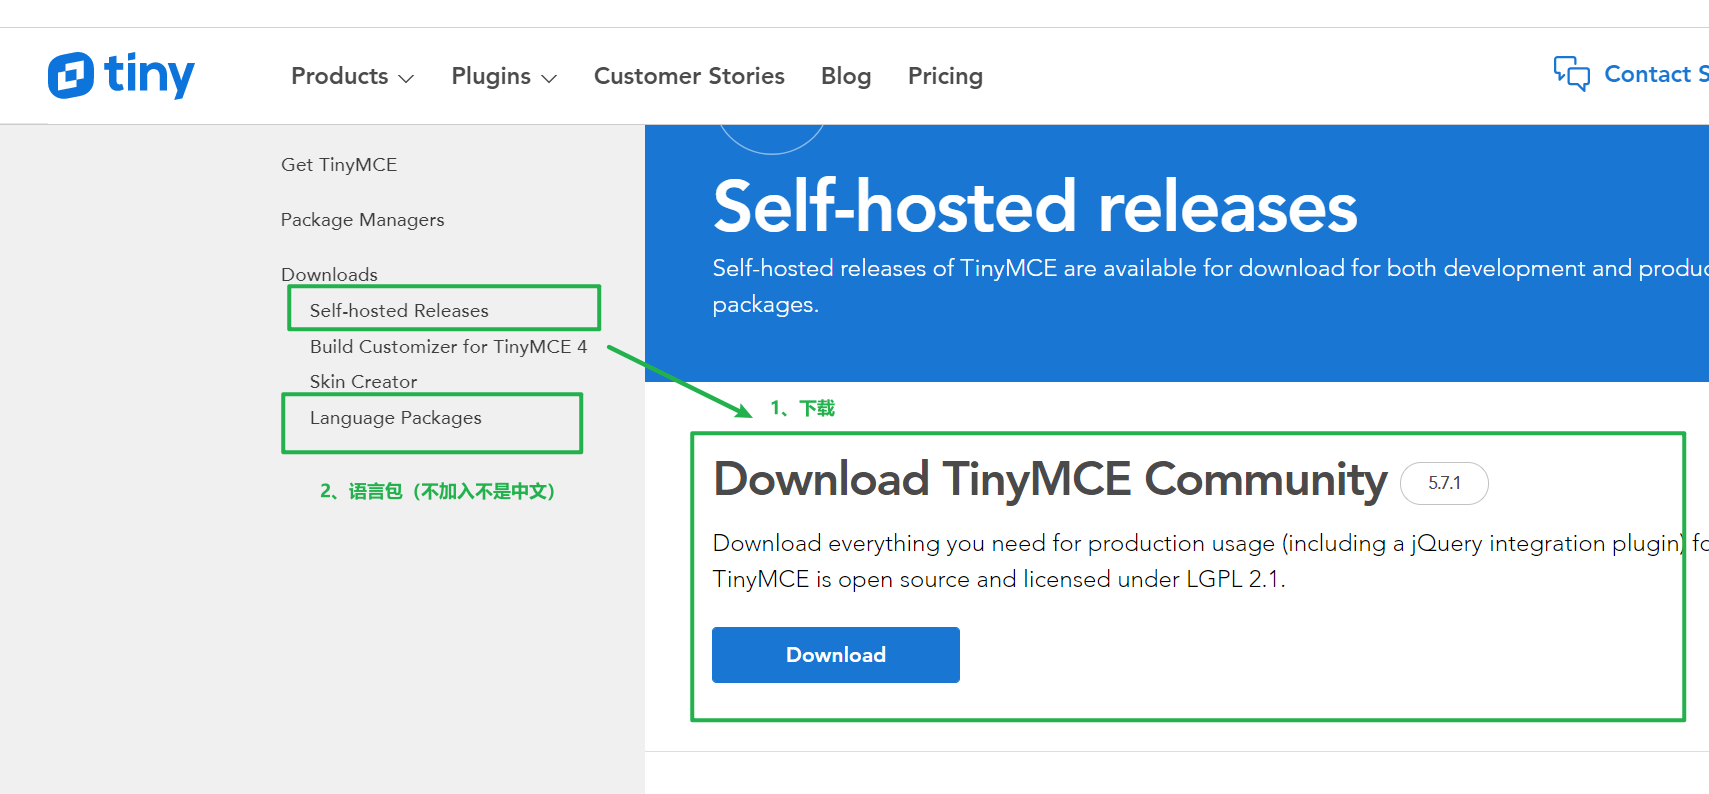 tiny
Products
Plugins
Customer Stories
Blog
Pricing
Contact S
Get TinyMCE
Package Managers
Downloads
Self-hosted Releases
Build Customizer for TinyMCE 4
Skin Creator
Language Packages
2、语言包（不加入不是中文）
Self-hosted releases
Self-hosted releases of TinyMCE are available for download for both development and produc
packages.
1、下载
Download TinyMCE Community 5.7.1
Download everything you need for production usage (including a jQuery integration plugin) fo
TinyMCE is open source and licensed under LGPL 2.1.
Download